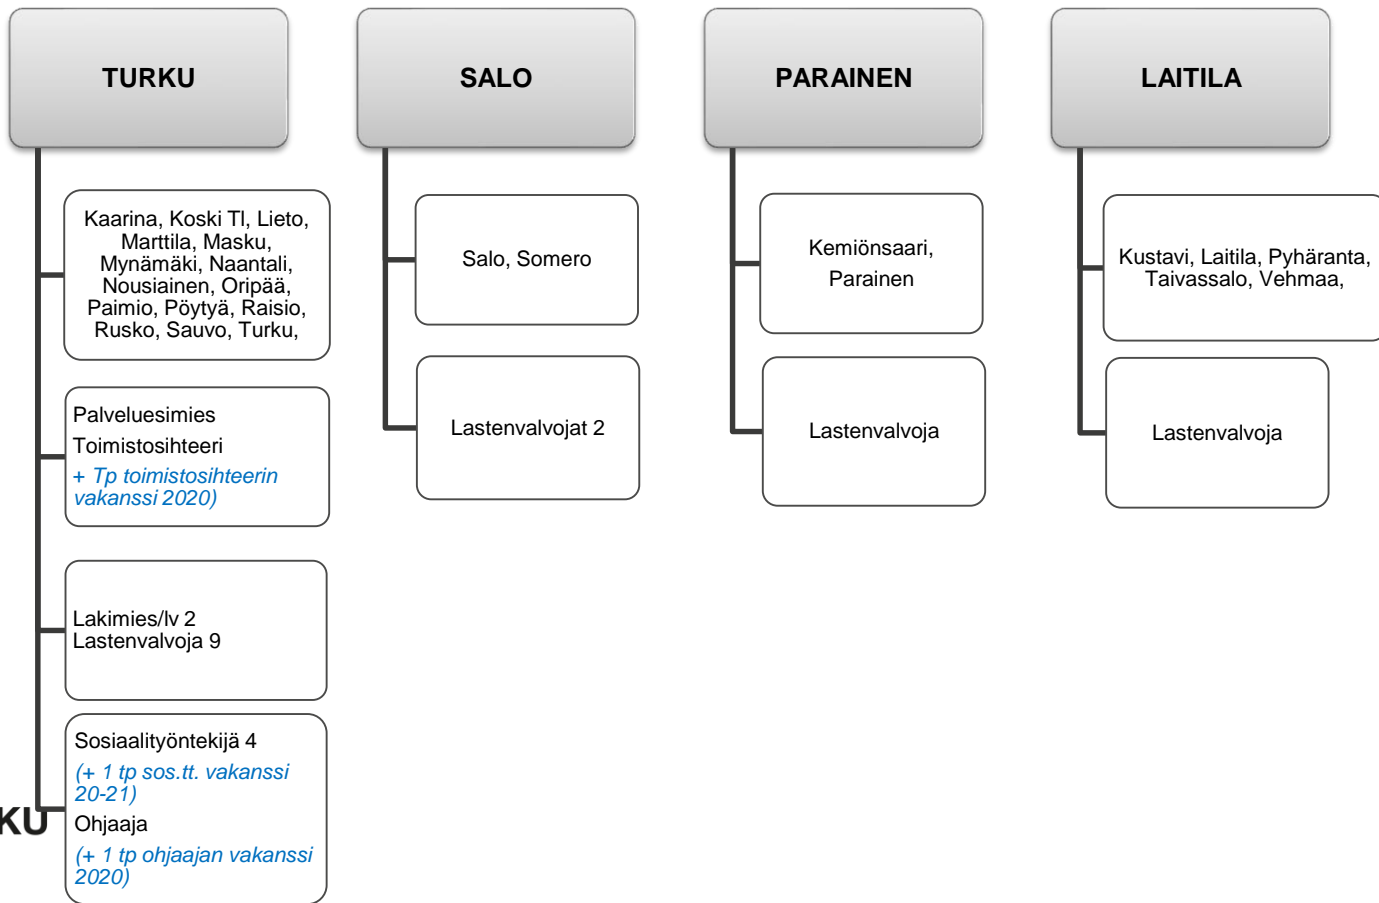 TURKU
Kaarina, Koski Tl, Lieto,
Marttila, Masku,
Mynämäki, Naantali,
Nousiainen, Oripää,
Paimio, Pöytyä, Raisio,
Rusko, Sauvo, Turku,
Palveluesimies
Toimistosihteeri
+ Tp toimistosihteerin
vakanssi 2020)
Lakimies/lv 2
Lastenvalvoja 9
Sosiaalityöntekijä 4
(+ 1 tp sos.tt. vakanssi
20-21)
Ohjaaja
(+ 1 tp ohjaajan vakanssi
2020)
KU
SALO
Salo, Somero
Lastenvalvojat 2
PARAINEN
Kemiönsaari,
Parainen
Lastenvalvoja
LAITILA
Kustavi, Laitila, Pyhäranta,
Taivassalo, Vehmaa,
Lastenvalvoja